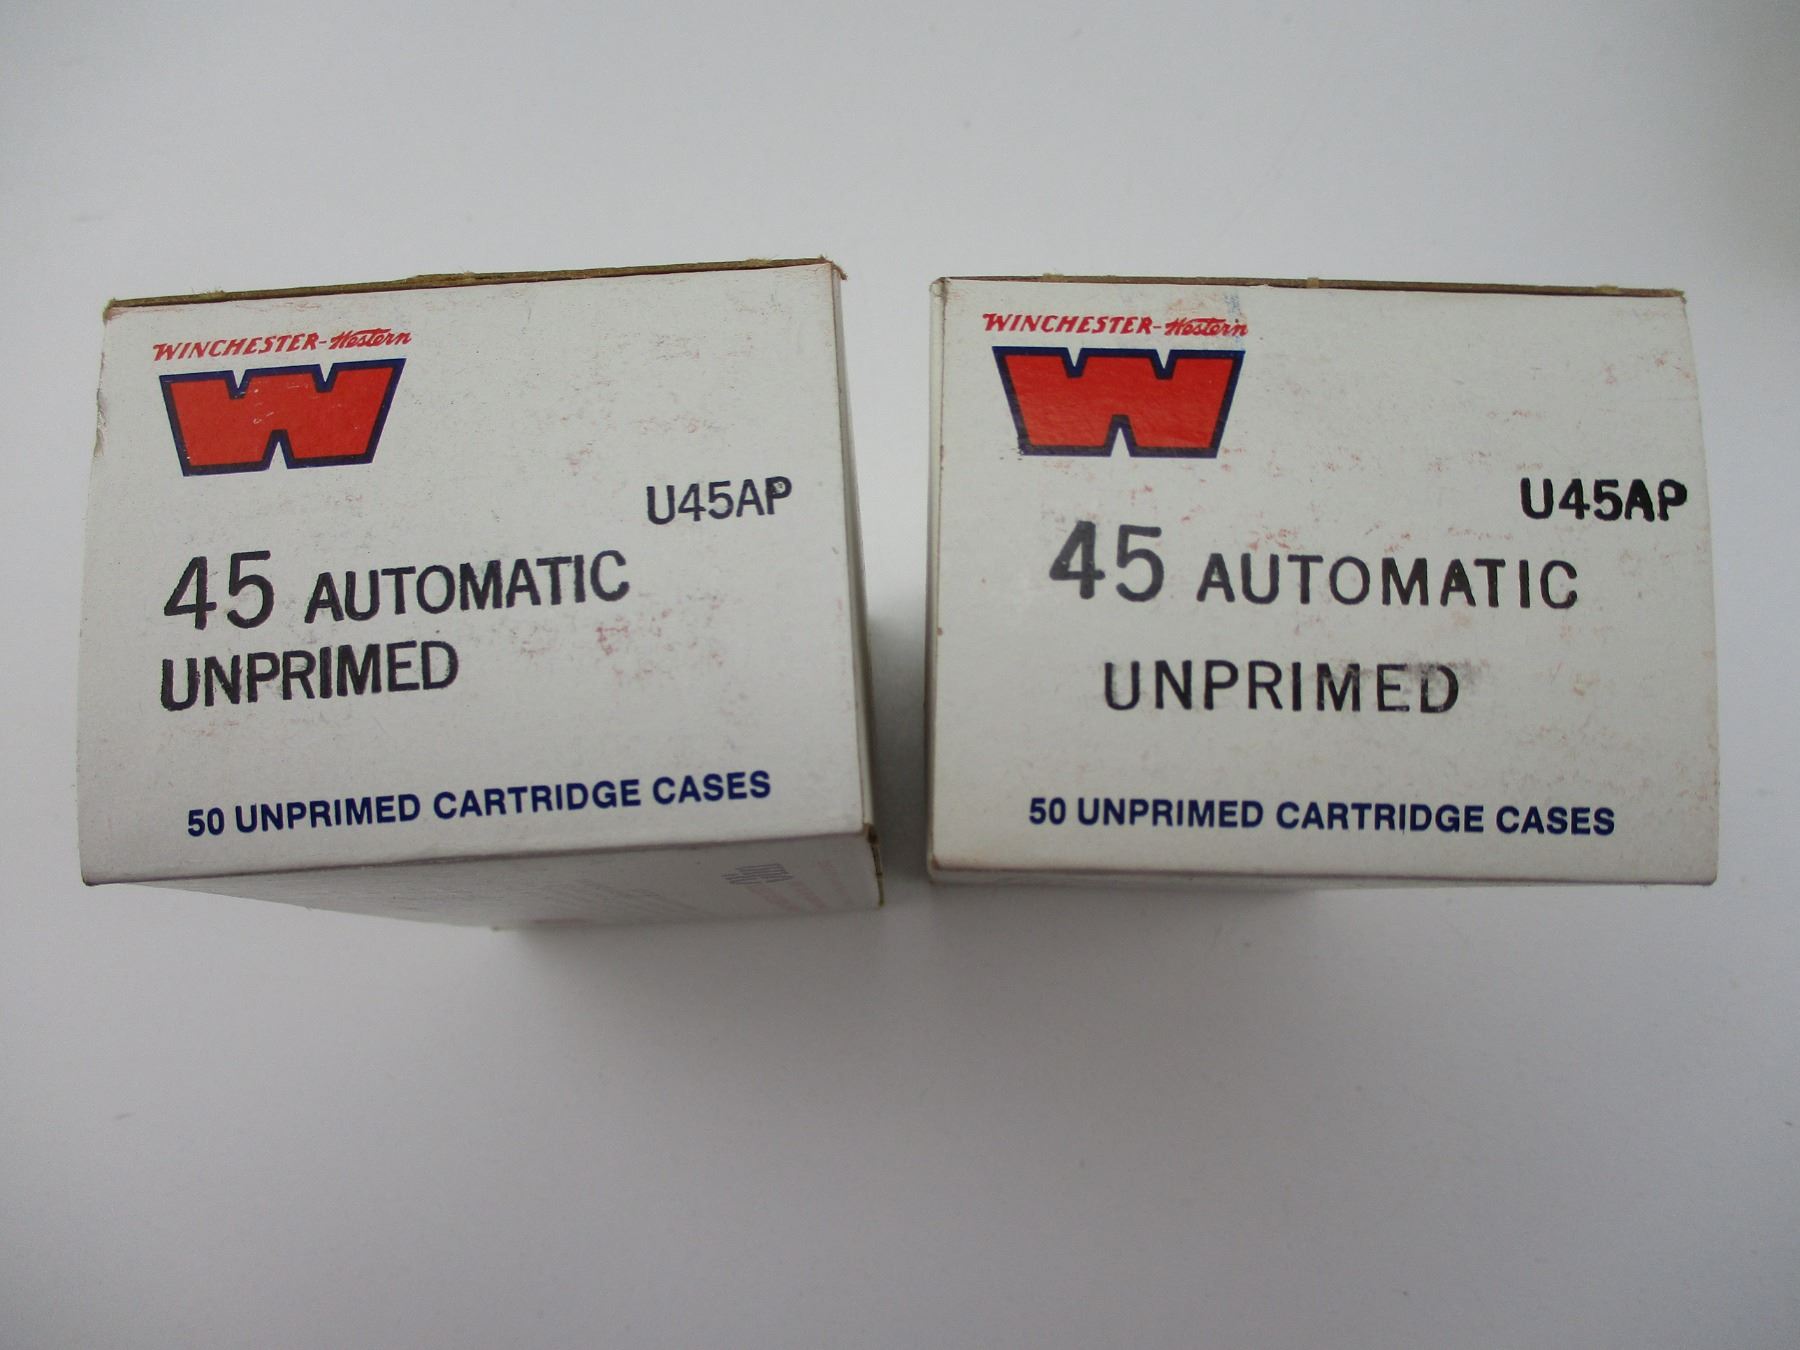 WINCHESTER-Western
W
U45AP
45 AUTOMATIC
UNPRIMED
50 UNPRIMED CARTRIDGE CASES
WINCHESTER-Western
W
U45AP
45 AUTOMATIC
UNPRIMED
50 UNPRIMED CARTRIDGE CASES